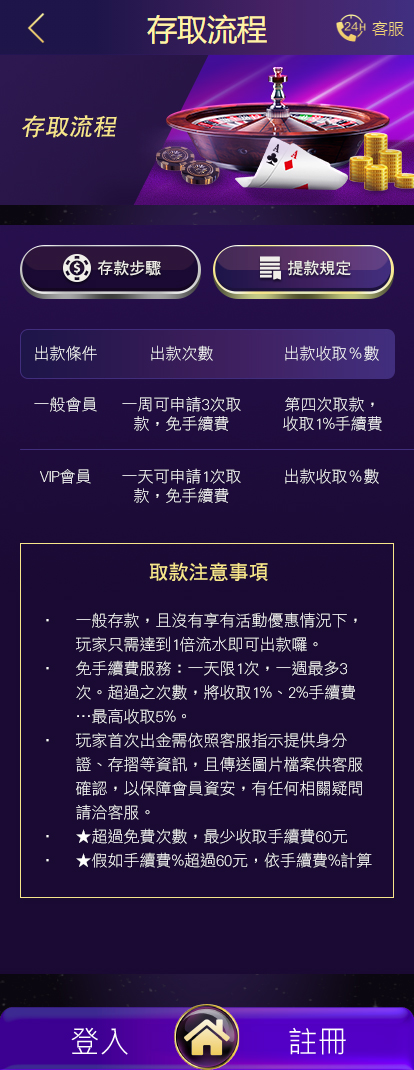 存取流程
24H 客服
存取流程
存款步驟 提款規定
出款條件 出款次數 出款收取%數
一般會員 一周可申請3次取 第四次取款，
款，免手續費 收取1%手續費
VIP會員 一天可申請1次取 出款收取%數
款，免手續費
取款注意事項
· 一般存款，且沒有享有活動優惠情況下，
玩家只需達到1倍流水即可出款囉。
· 免手續費服務：一天限1次，一週最多3
次。超過之次數，將收取1%、2%手續費
…最高收取5%。
· 玩家首次出金需依照客服指示提供身分
證、存摺等資訊，且傳送圖片檔案供客服
確認，以保障會員資安，有任何相關疑問
請洽客服。
· ★超過免費次數，最少收取手續費60元
· ★假如手續費%超過60元，依手續費%計算
登入 註冊